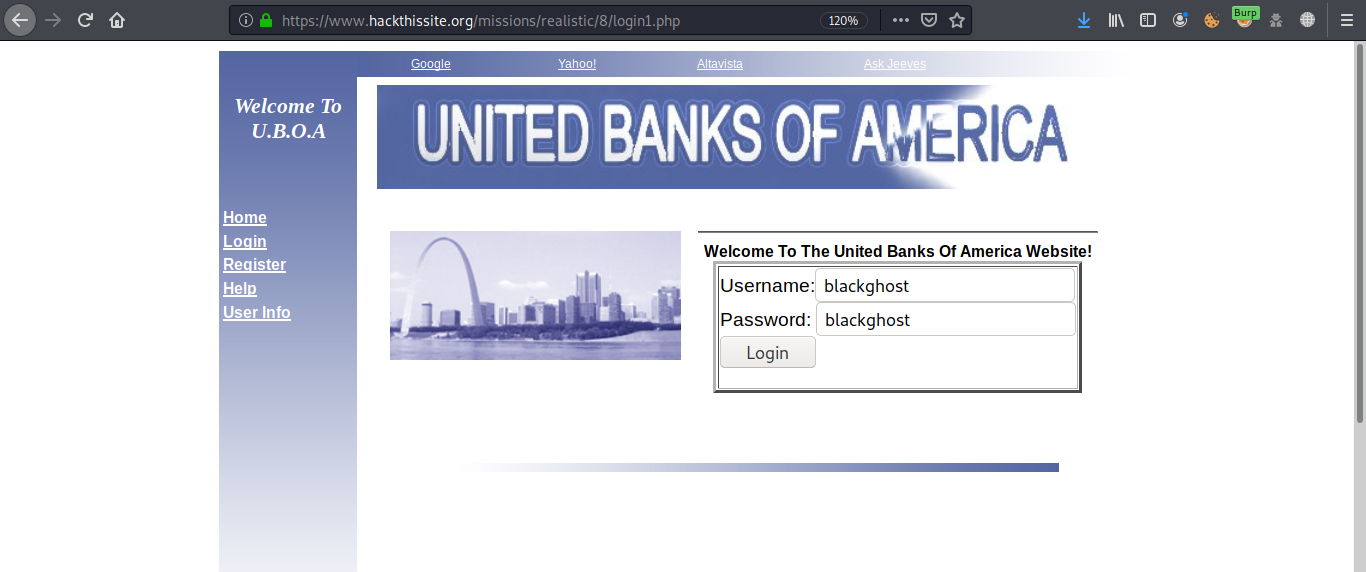 https://www.hackthissite.org/missions/realistic/8/login1.php 120% Burp
Google Yahoo! Altavista Ask Jeeves
Welcome To
U.B.O.A
UNITED BANKS OF AMERICA
Home
Login
Register
Help
User Info
Welcome To The United Banks Of America Website!
Username: blackghost
Password: blackghost
Login